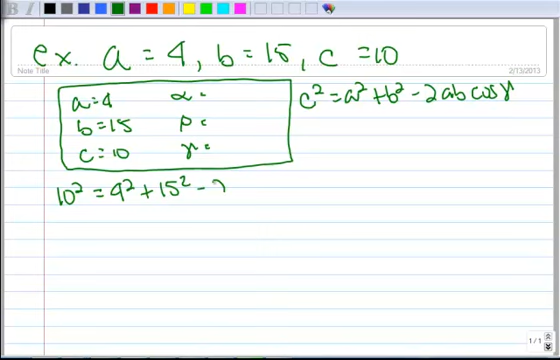 ex. a = 4, b = 15, c = 10
Note Title
2/13/2013
a = 4 α =
b = 15 β =
c = 10 γ =
c² = a² + b² - 2ab cos γ
10² = 4² + 15² - 2
1/1